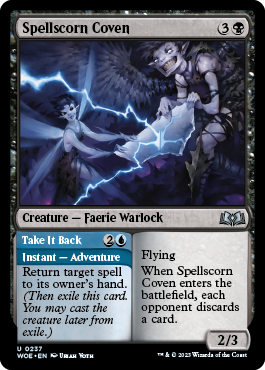 Spellscorn Coven 3
Creature — Faerie Warlock
Take It Back 2
Instant — Adventure
Return target spell
to its owner's hand.
(Then exile this card.
You may cast the
creature later from
exile.)
Flying
When Spellscorn
Coven enters the
battlefield, each
opponent discards
a card.
2/3
U 0237
WOE • EN Uriah Voth
™ & © 2023 Wizards of the Coast